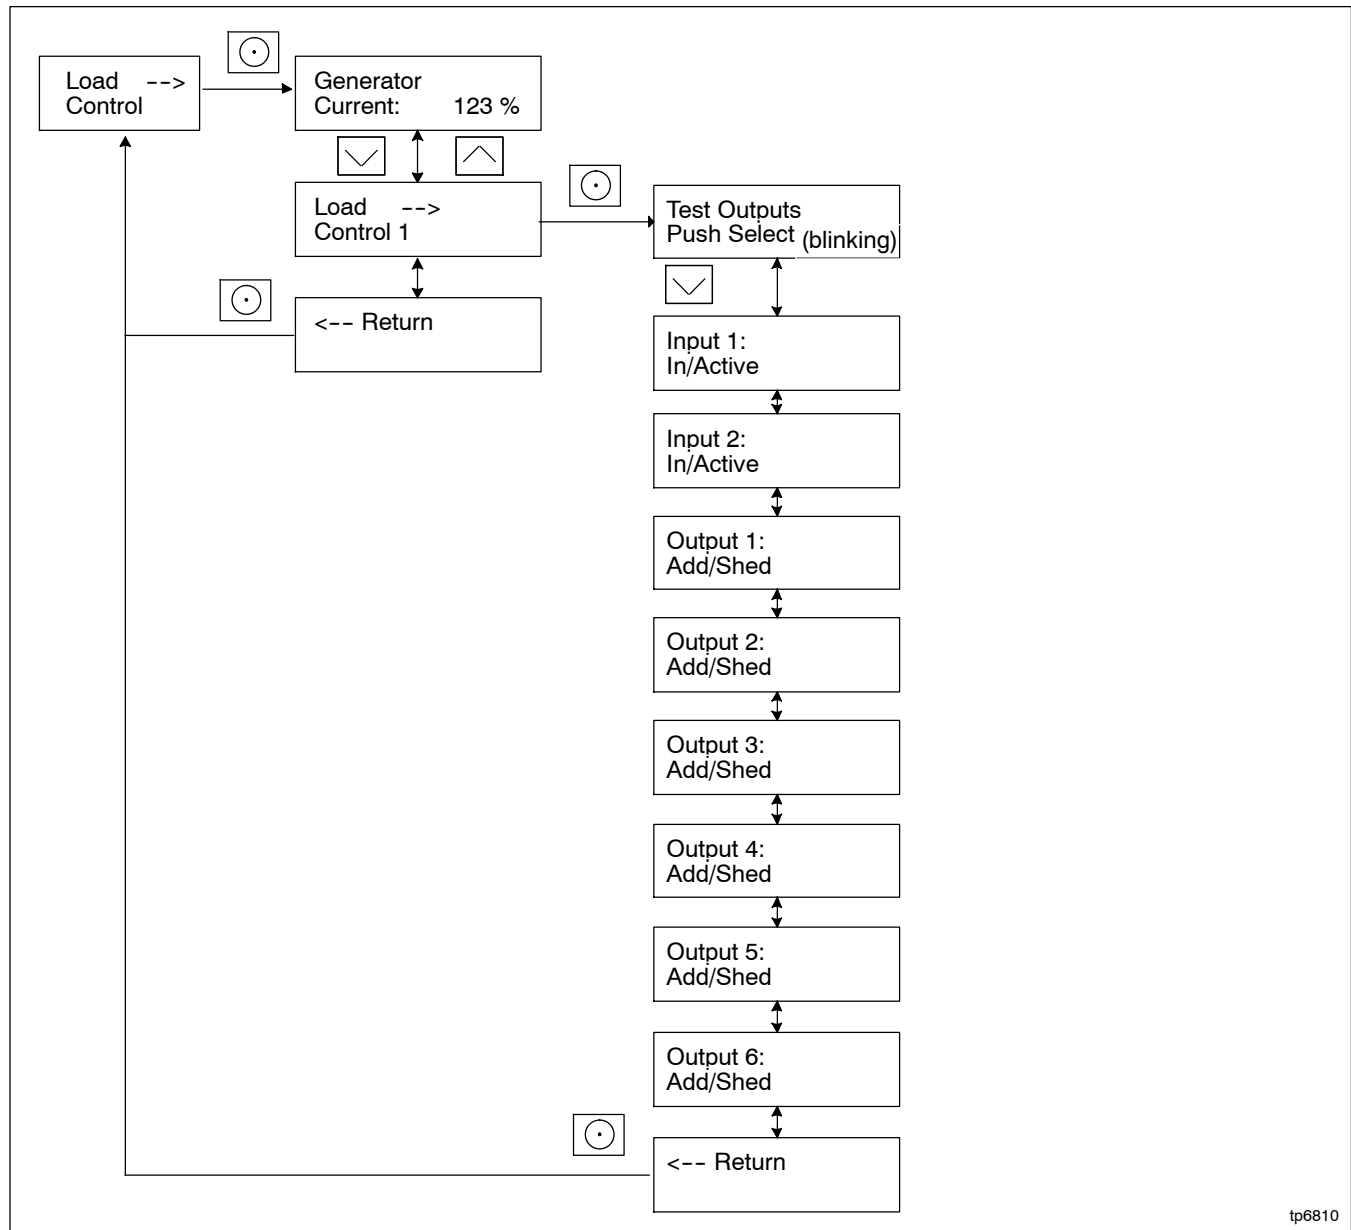 Load -->
Control
Generator
Current: 123 %
Load -->
Control 1
<-- Return
Test Outputs
Push Select (blinking)
Input 1:
In/Active
Input 2:
In/Active
Output 1:
Add/Shed
Output 2:
Add/Shed
Output 3:
Add/Shed
Output 4:
Add/Shed
Output 5:
Add/Shed
Output 6:
Add/Shed
<-- Return
tp6810